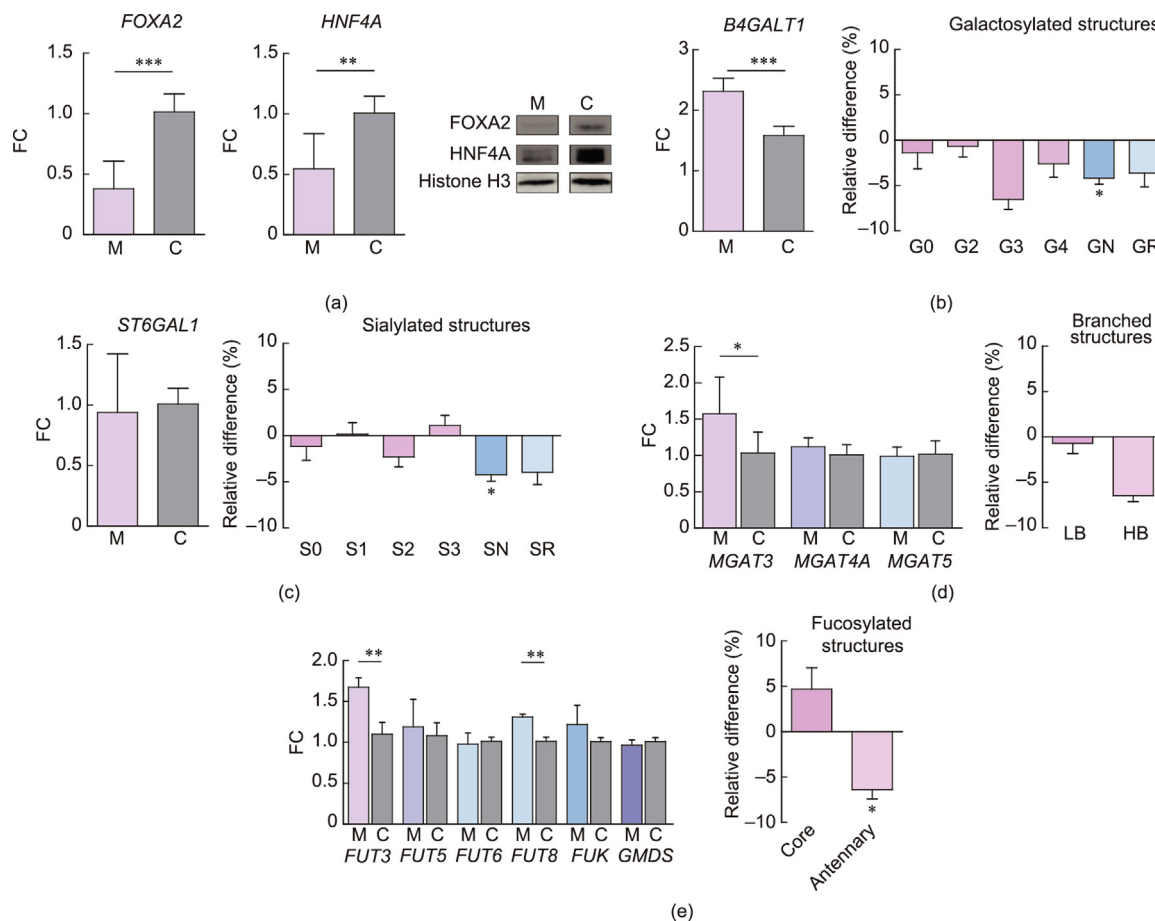 FOXA2
HNF4A
FC
1.5
1.0
0.5
0
***
M
C
FC
1.5
1.0
0.5
0
**
M
C
M
C
FOXA2
HNF4A
Histone H3
(a)
B4GALT1
FC
3
2
1
0
***
M
C
Galactosylated structures
Relative difference (%)
10
5
0
−5
−10
*
G0
G2
G3
G4
GN
GR
(b)
ST6GAL1
FC
1.5
1.0
0.5
0
M
C
Sialylated structures
Relative difference (%)
10
5
0
−5
−10
*
S0
S1
S2
S3
SN
SR
(c)
FC
2.5
2.0
1.5
1.0
0.5
0
*
M C M C M C
MGAT3 MGAT4A MGAT5
Branched
structures
Relative difference (%)
10
5
0
−5
−10
LB
HB
(d)
FC
2.0
1.5
1.0
0.5
0
**
**
M C M C M C M C M C M C
FUT3 FUT5 FUT6 FUT8 FUK GMDS
Fucosylated
structures
Relative difference (%)
10
5
0
−5
−10
*
Core
Antennary
(e)